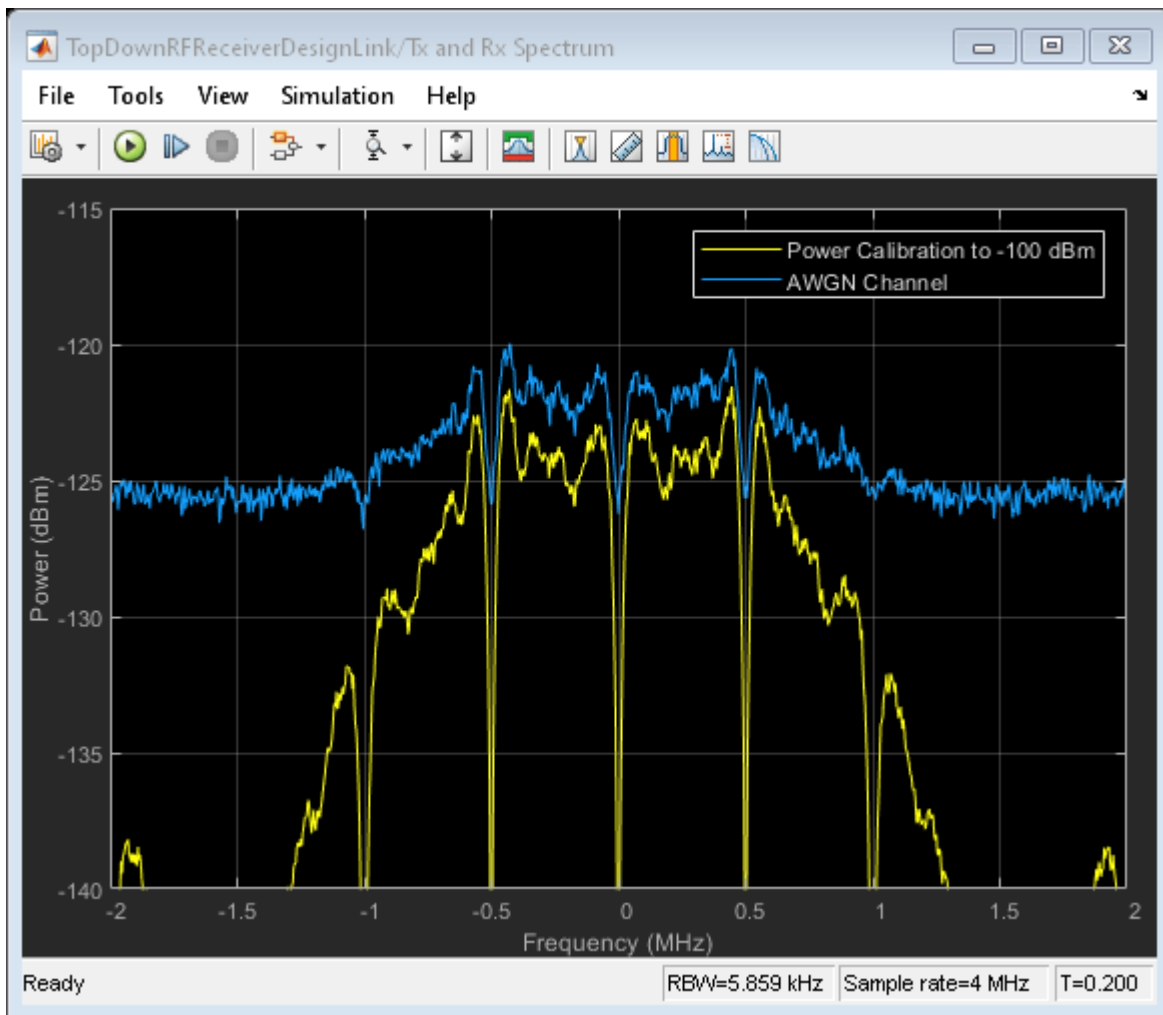 TopDownRFReceiverDesignLink/Tx and Rx Spectrum
File Tools View Simulation Help
-115
Power Calibration to -100 dBm
AWGN Channel
-120
-125
Power (dBm)
-130
-135
-140
-2 -1.5 -1 -0.5 0 0.5 1 1.5 2
Frequency (MHz)
Ready RBW=5.859 kHz Sample rate=4 MHz T=0.200